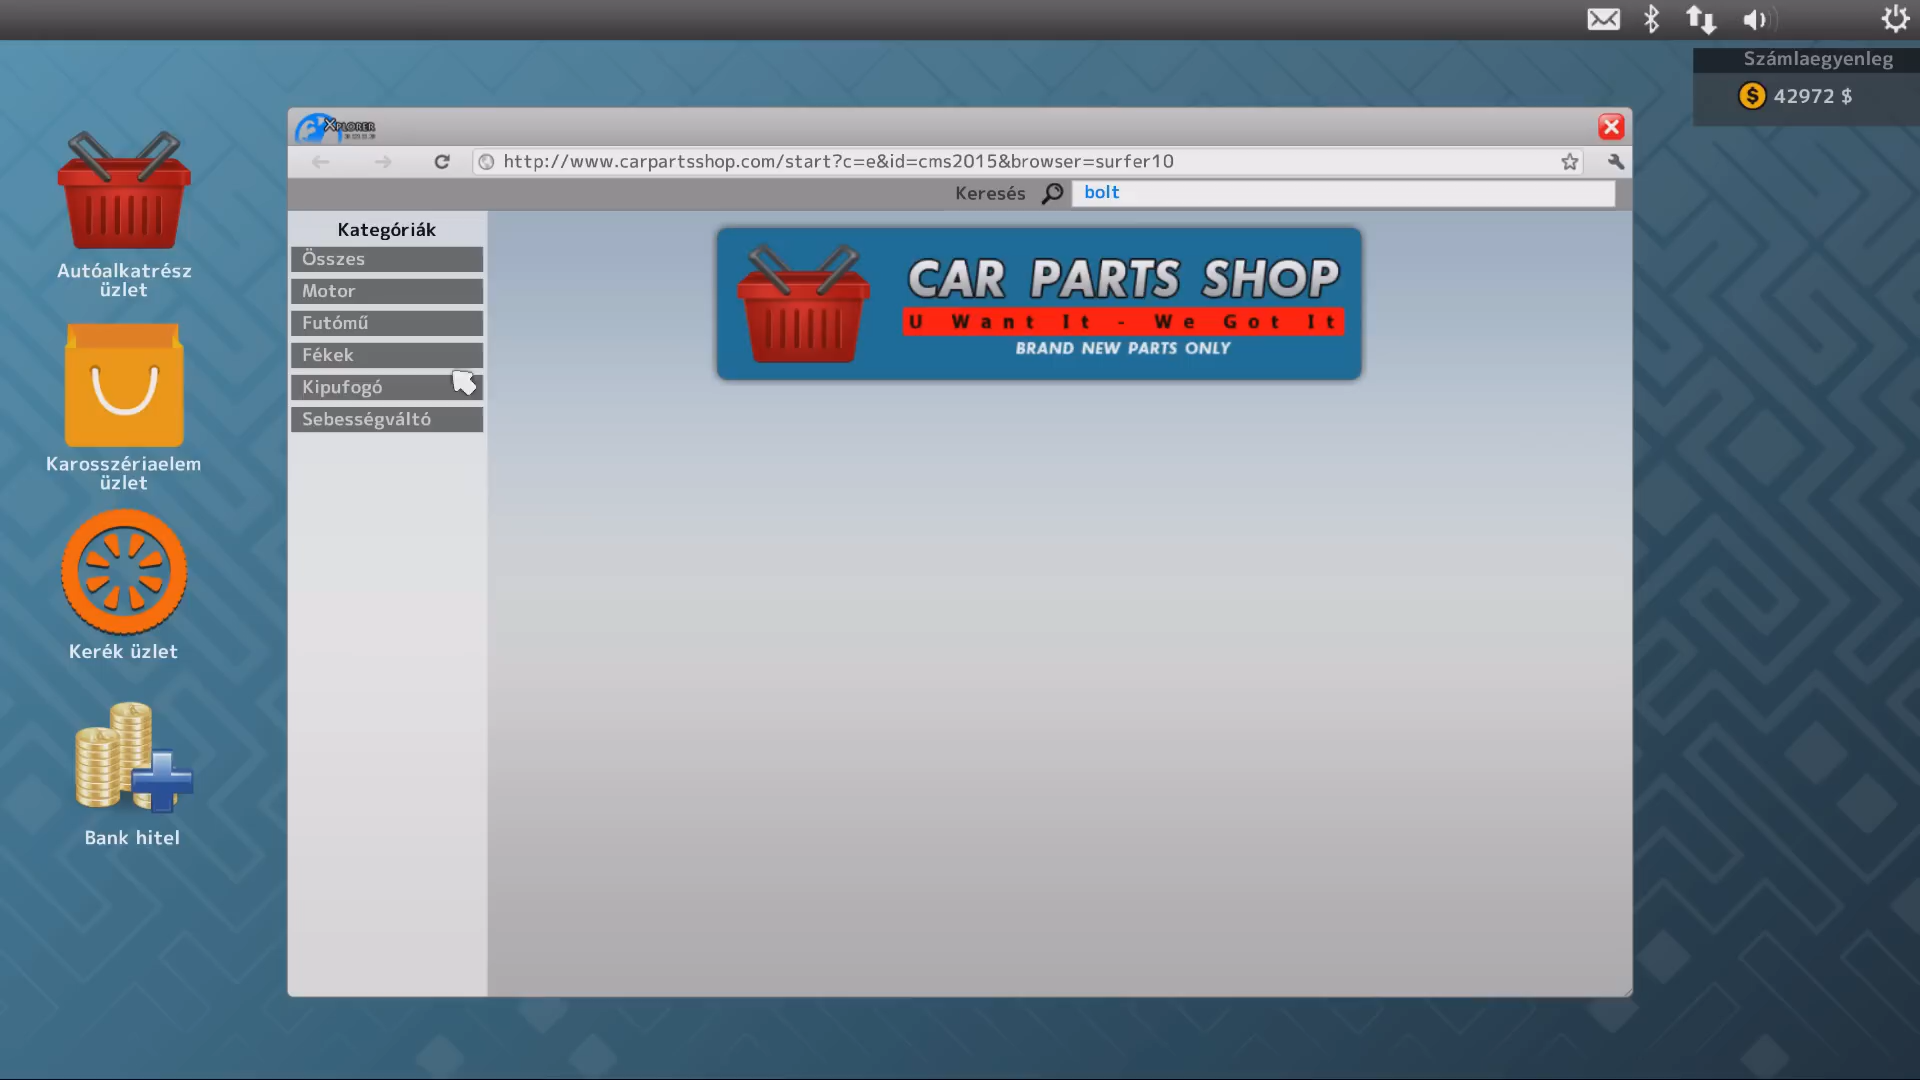 Számlaegyenleg
42972 $
XPLORER
http://www.carpartsshop.com/start?c=e&id=cms2015&browser=surfer10
Keresés
bolt
Kategóriák
Összes
Motor
Futómű
Fékek
Kipufogó
Sebességváltó
CAR PARTS SHOP
U Want It - We Got It
BRAND NEW PARTS ONLY
Autóalkatrész
üzlet
Karosszériaelem
üzlet
Kerék üzlet
Bank hitel